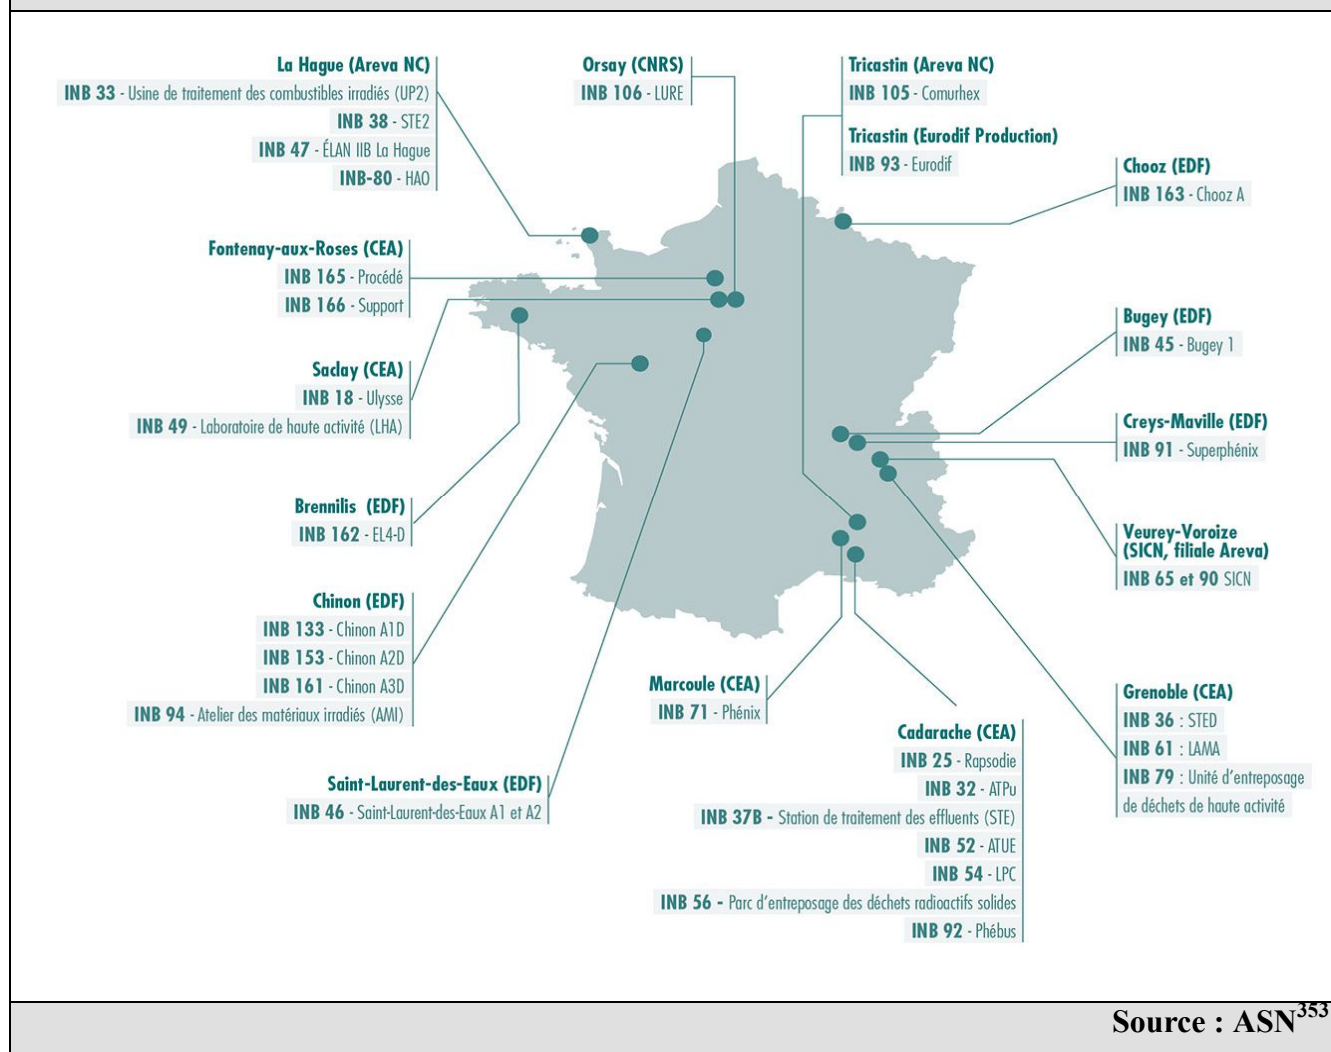 La Hague (Areva NC)
INB 33 - Usine de traitement des combustibles irradiés (UP2)
INB 38 - STE2
INB 47 - ÉLAN IIB La Hague
INB-80 - HAO
Orsay (CNRS)
INB 106 - LURE
Tricastin (Areva NC)
INB 105 - Comurhex
Tricastin (Eurodif Production)
INB 93 - Eurodif
Chooz (EDF)
INB 163 - Chooz A
Fontenay-aux-Roses (CEA)
INB 165 - Procédé
INB 166 - Support
Bugey (EDF)
INB 45 - Bugey 1
Saclay (CEA)
INB 18 - Ulysse
INB 49 - Laboratoire de haute activité (LHA)
Creys-Maville (EDF)
INB 91 - Superphénix
Brennilis (EDF)
INB 162 - EL4-D
Veurey-Voroize
(SICN, filiale Areva)
INB 65 et 90 SICN
Chinon (EDF)
INB 133 - Chinon A1D
INB 153 - Chinon A2D
INB 161 - Chinon A3D
INB 94 - Atelier des matériaux irradiés (AMI)
Marcoule (CEA)
INB 71 - Phénix
Grenoble (CEA)
INB 36 : STED
INB 61 : LAMA
INB 79 : Unité d'entreposage
de déchets de haute activité
Saint-Laurent-des-Eaux (EDF)
INB 46 - Saint-Laurent-des-Eaux A1 et A2
Cadarache (CEA)
INB 25 - Rapsodie
INB 32 - ATPu
INB 37B - Station de traitement des effluents (STE)
INB 52 - ATUE
INB 54 - LPC
INB 56 - Parc d'entreposage des déchets radioactifs solides
INB 92 - Phébus
Source : ASN353